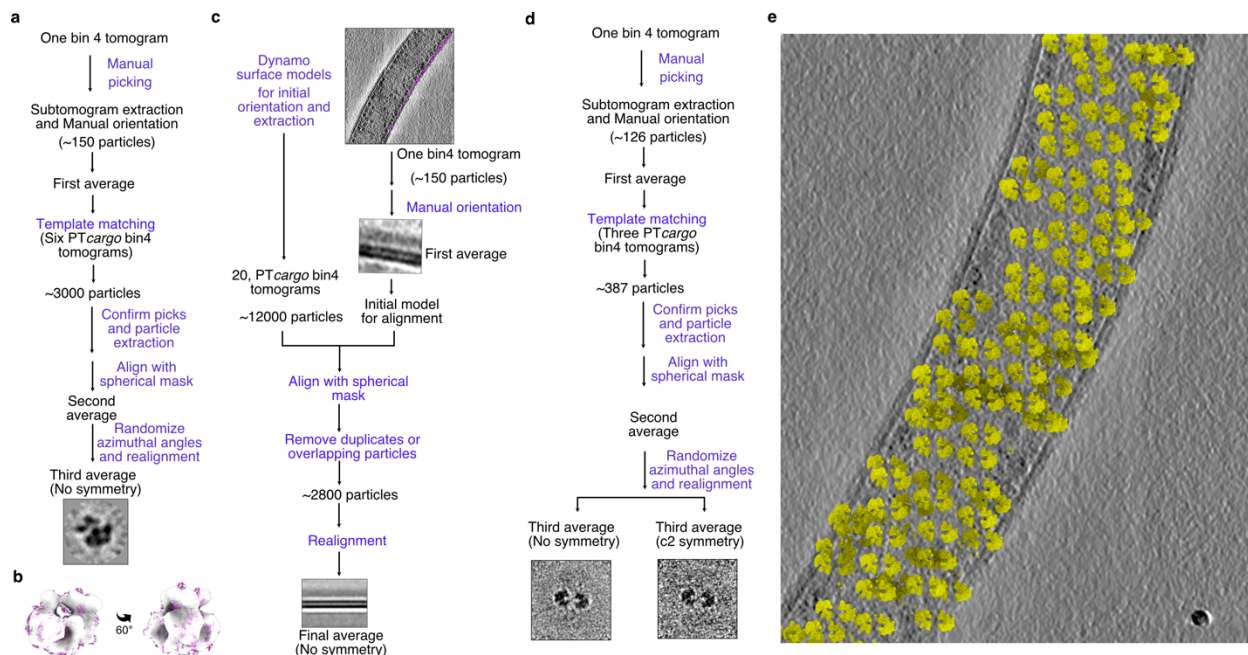 a
One bin 4 tomogram
Manual
picking
Subtomogram extraction
and Manual orientation
(~150 particles)
First average
Template matching
(Six PTcargo bin4
tomograms)
~3000 particles
Confirm picks
and particle
extraction
Align with
spherical mask
Second
average
Randomize
azimuthal angles
and realignment
Third average
(No symmetry)
b
60°
c
Dynamo
surface models
for initial
orientation and
extraction
One bin4 tomogram
(~150 particles)
Manual orientation
First average
20, PTcargo bin4
tomograms
~12000 particles
Initial model
for alignment
Align with spherical
mask
Remove duplicates or
overlapping particles
~2800 particles
Realignment
Final average
(No symmetry)
d
One bin 4 tomogram
Manual
picking
Subtomogram extraction
and Manual orientation
(~126 particles)
First average
Template matching
(Three PTcargo
bin4 tomograms)
~387 particles
Confirm picks
and particle
extraction
Align with
spherical mask
Second
average
Randomize
azimuthal angles
and realignment
Third average
(No symmetry)
Third average
(c2 symmetry)
e